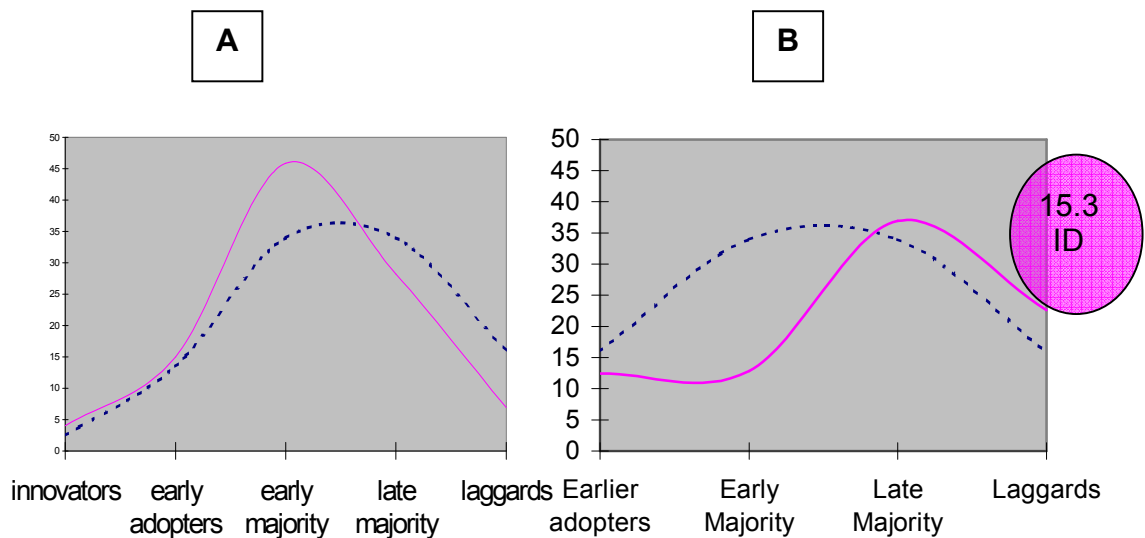 A
B
50
45
40
35
30
25
20
15
10
5
0
innovators
early
adopters
early
majority
late
majority
laggards
50
45
40
35
30
25
20
15
10
5
0
Earlier
adopters
Early
Majority
Late
Majority
Laggards
15.3
ID